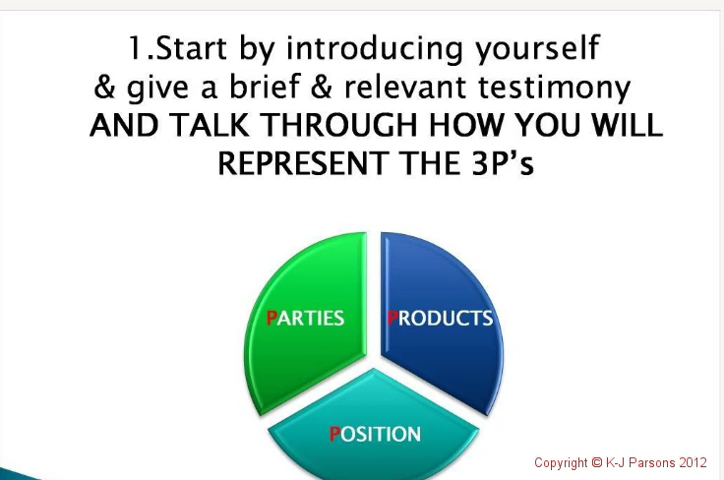 1.Start by introducing yourself
& give a brief & relevant testimony
AND TALK THROUGH HOW YOU WILL
REPRESENT THE 3P’s
PARTIES
PRODUCTS
POSITION
Copyright © K-J Parsons 2012